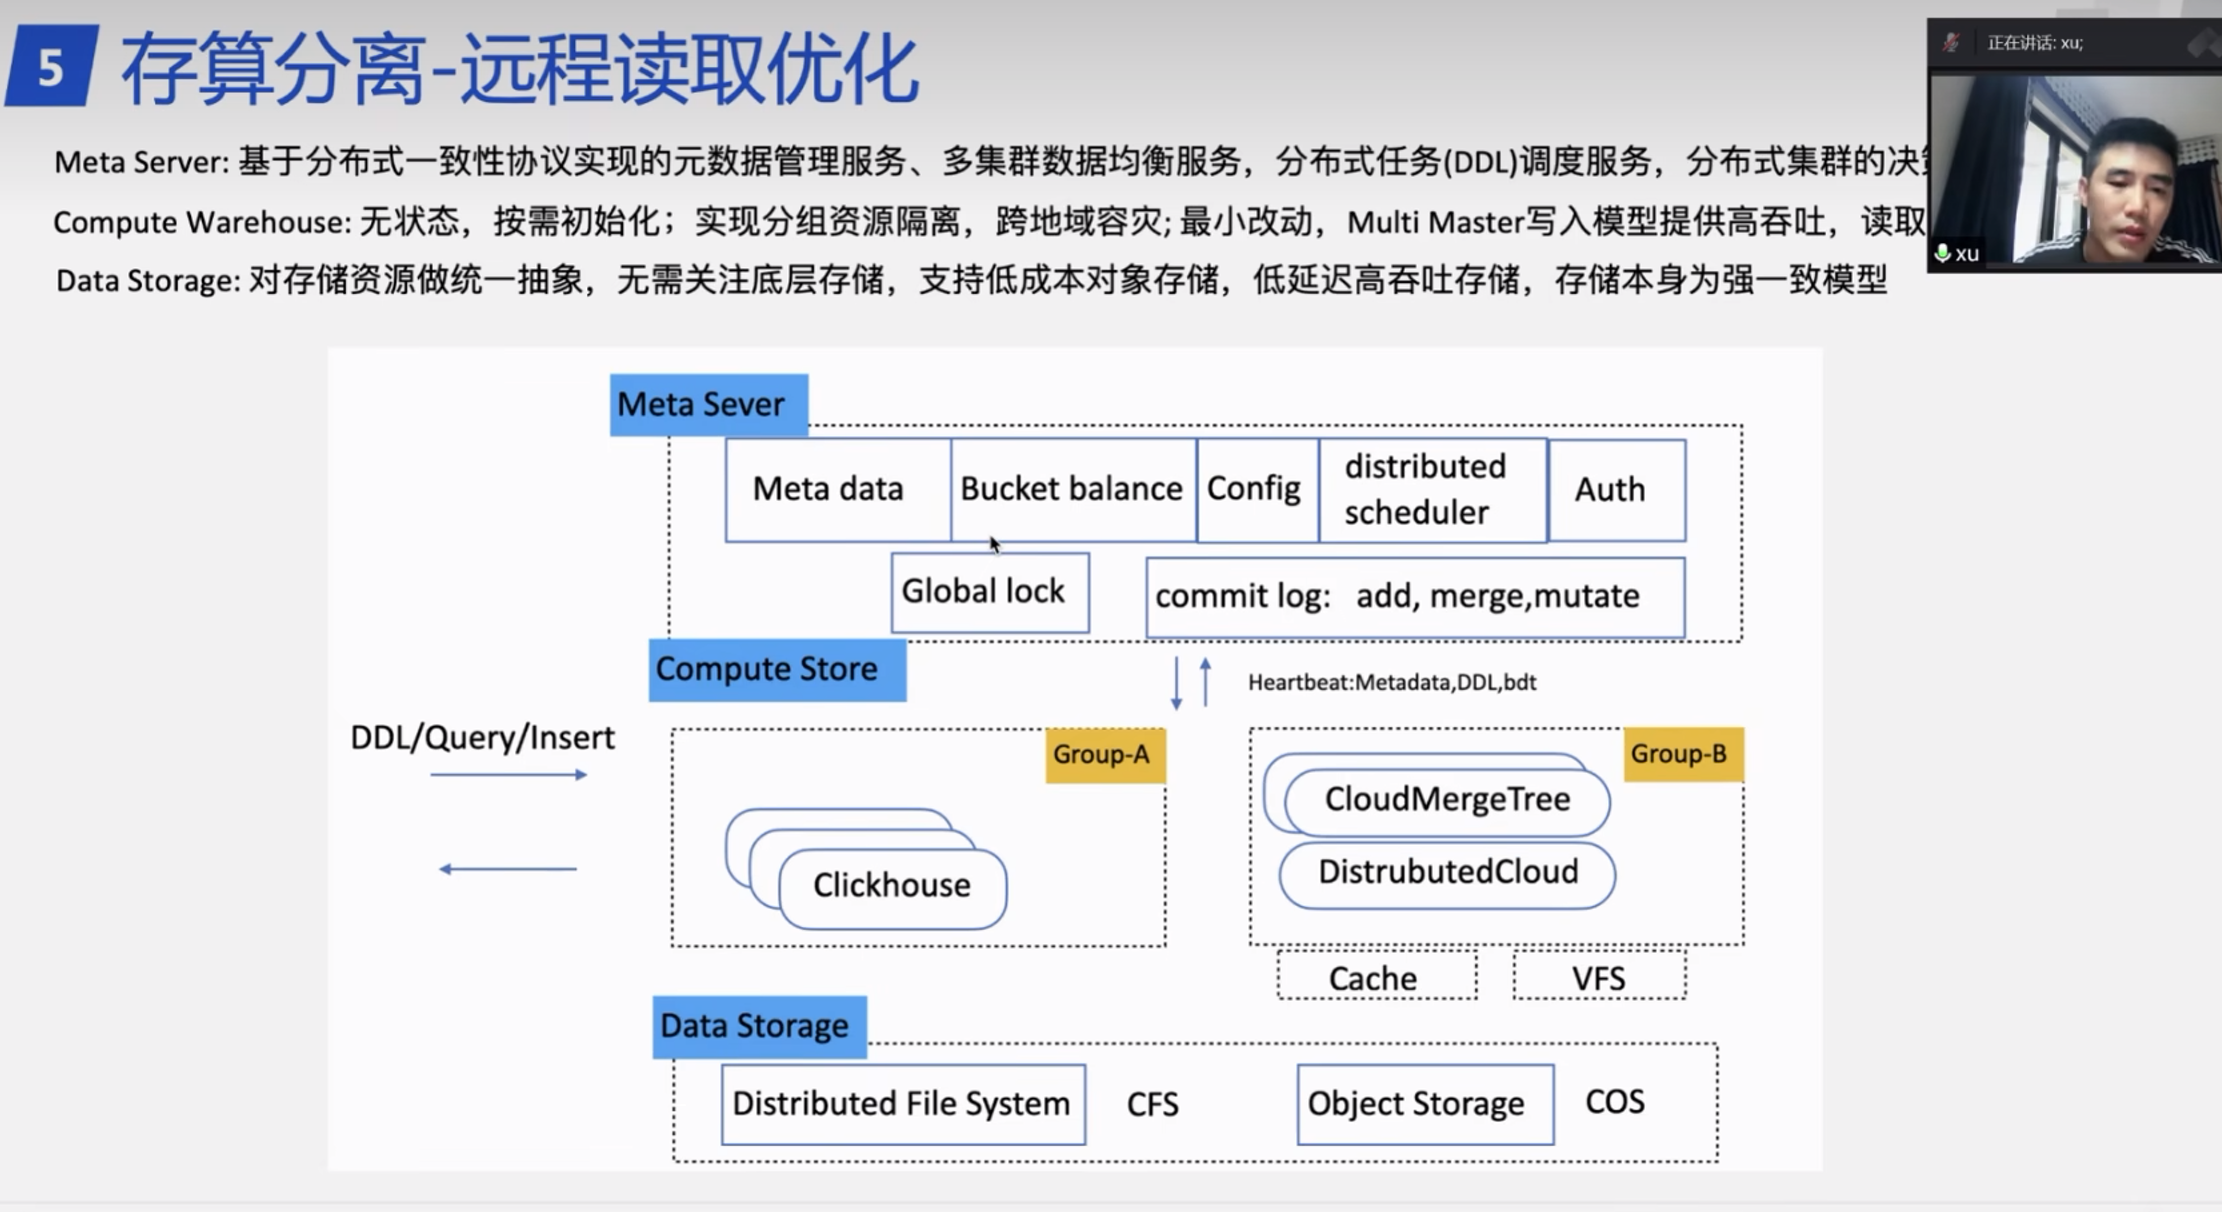 5 存算分离-远程读取优化
正在讲话: xu;
Meta Server: 基于分布式一致性协议实现的元数据管理服务、多集群数据均衡服务，分布式任务(DDL)调度服务，分布式集群的决
Compute Warehouse: 无状态，按需初始化；实现分组资源隔离，跨地域容灾; 最小改动，Multi Master写入模型提供高吞吐，读取
xu
Data Storage: 对存储资源做统一抽象，无需关注底层存储，支持低成本对象存储，低延迟高吞吐存储，存储本身为强一致模型
Meta Sever
Meta data
Bucket balance
Config
distributed
scheduler
Auth
Global lock
commit log: add, merge,mutate
Compute Store
Heartbeat:Metadata,DDL,bdt
DDL/Query/Insert
Group-A
Clickhouse
Group-B
CloudMergeTree
DistrubutedCloud
Cache
VFS
Data Storage
Distributed File System
CFS
Object Storage
COS